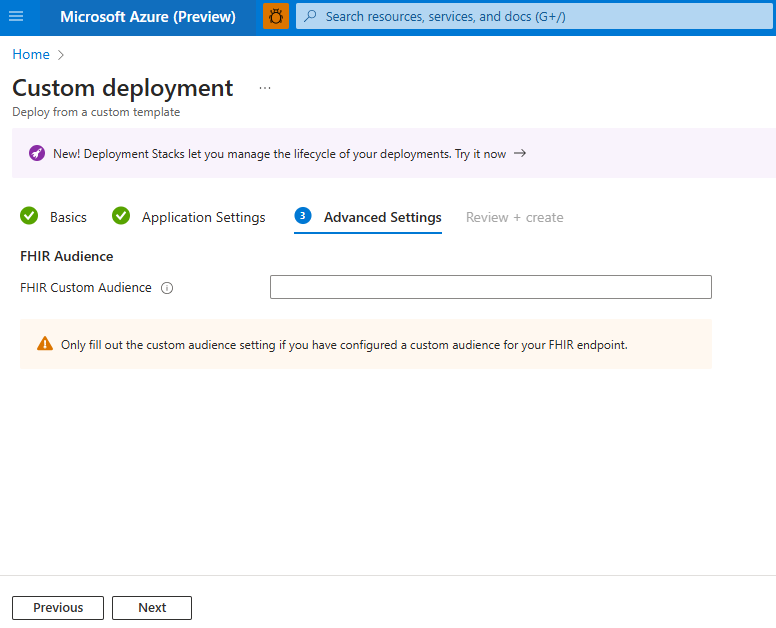 Microsoft Azure (Preview)
Search resources, services, and docs (G+/)
Home
Custom deployment ...
Deploy from a custom template
New! Deployment Stacks let you manage the lifecycle of your deployments. Try it now →
Basics
Application Settings
3 Advanced Settings
Review + create
FHIR Audience
FHIR Custom Audience
Only fill out the custom audience setting if you have configured a custom audience for your FHIR endpoint.
Previous
Next